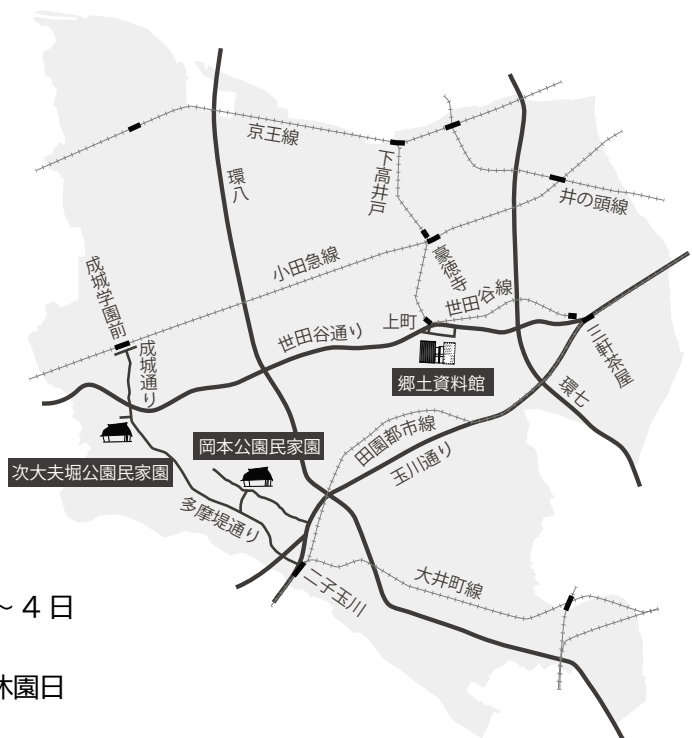 京王線
下高井戸
環八
井の頭線
小田急線
豪徳寺
成城学園前
世田谷線
上町
世田谷通り
成城通り
三軒茶屋
郷土資料館
環七
田園都市線
岡本公園民家園
玉川通り
次大夫堀公園民家園
多摩堤通り
二子玉川
大井町線
～４日
休園日